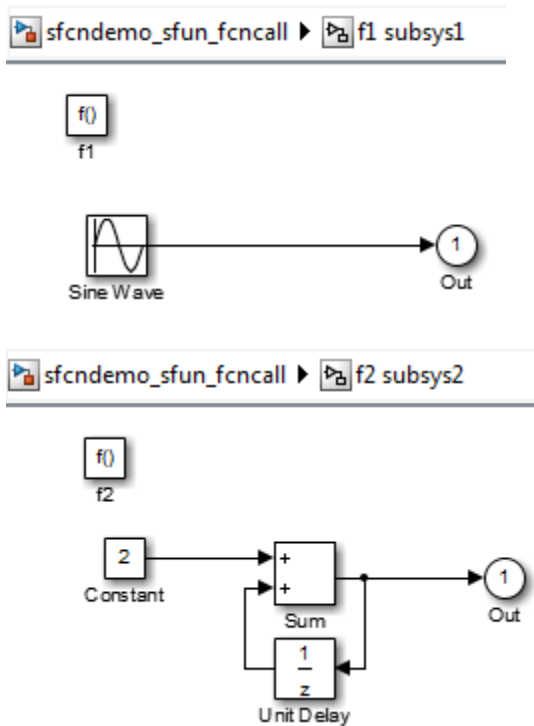 sfcndemo_sfun_fcncall ▶ f1 subsys1
f()
f1
1
Sine Wave
Out
sfcndemo_sfun_fcncall ▶ f2 subsys2
f()
f2
2
+
+
1
Constant
Sum
Out
1
z
Unit Delay